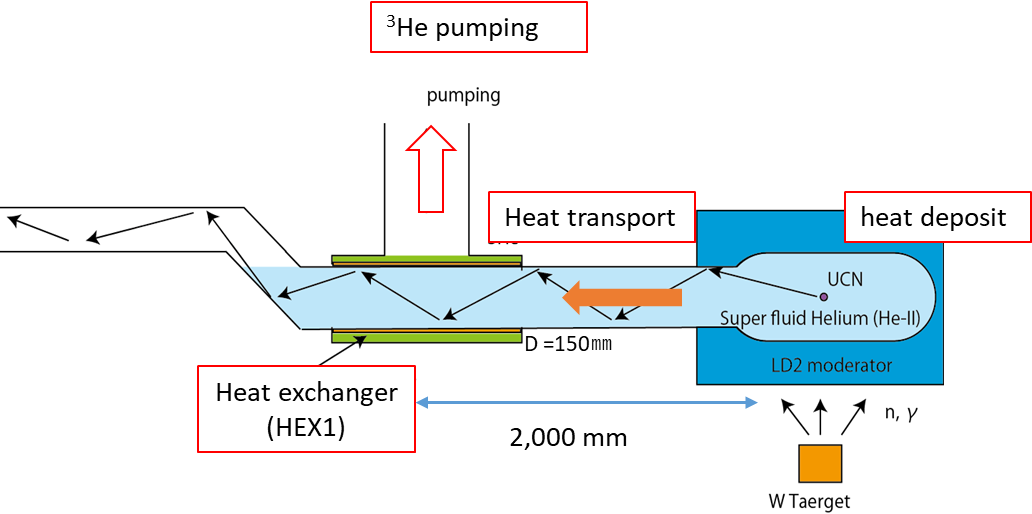 ³He pumping
pumping
Heat transport
heat deposit
UCN
Super fluid Helium (He-II)
D =150㎜
LD2 moderator
Heat exchanger
(HEX1)
2,000 mm
n, γ
W Taerget